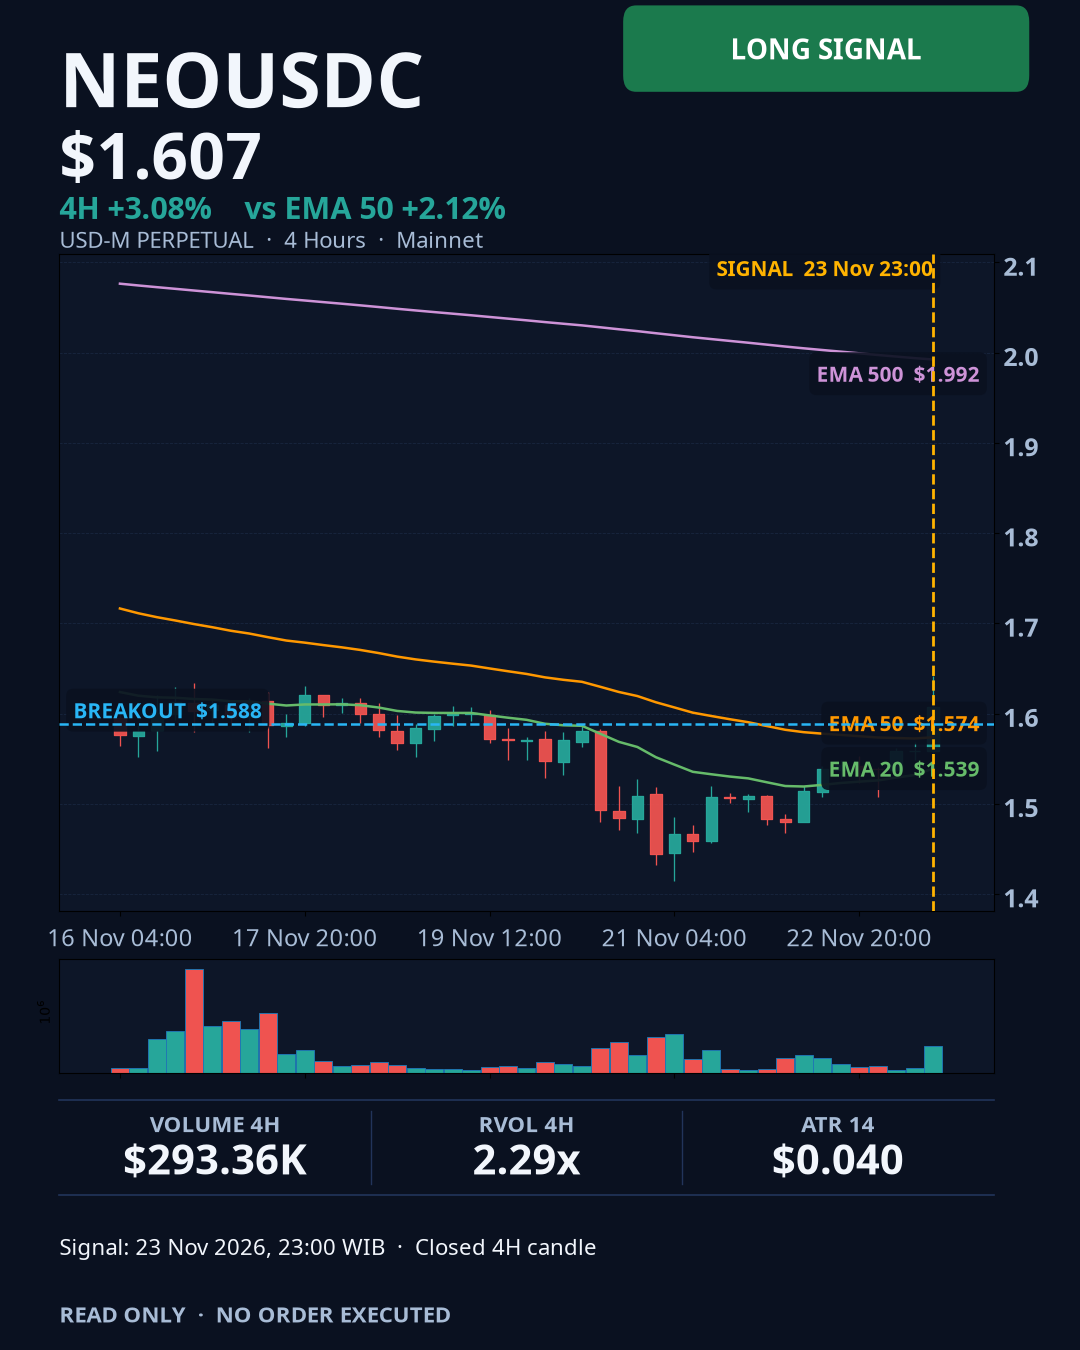 LONG SIGNAL
NEOUSDC
$1.607
4H +3.08% vs EMA 50 +2.12%
USD-M PERPETUAL · 4 Hours · Mainnet
SIGNAL 23 Nov 23:00
2.1
2.0
EMA 500 $1.992
1.9
1.8
1.7
BREAKOUT $1.588
1.6
EMA 50 $1.574
EMA 20 $1.539
1.5
1.4
16 Nov 04:00 17 Nov 20:00 19 Nov 12:00 21 Nov 04:00 22 Nov 20:00
10⁶
VOLUME 4H RVOL 4H ATR 14
$293.36K 2.29x $0.040
Signal: 23 Nov 2026, 23:00 WIB · Closed 4H candle
READ ONLY · NO ORDER EXECUTED